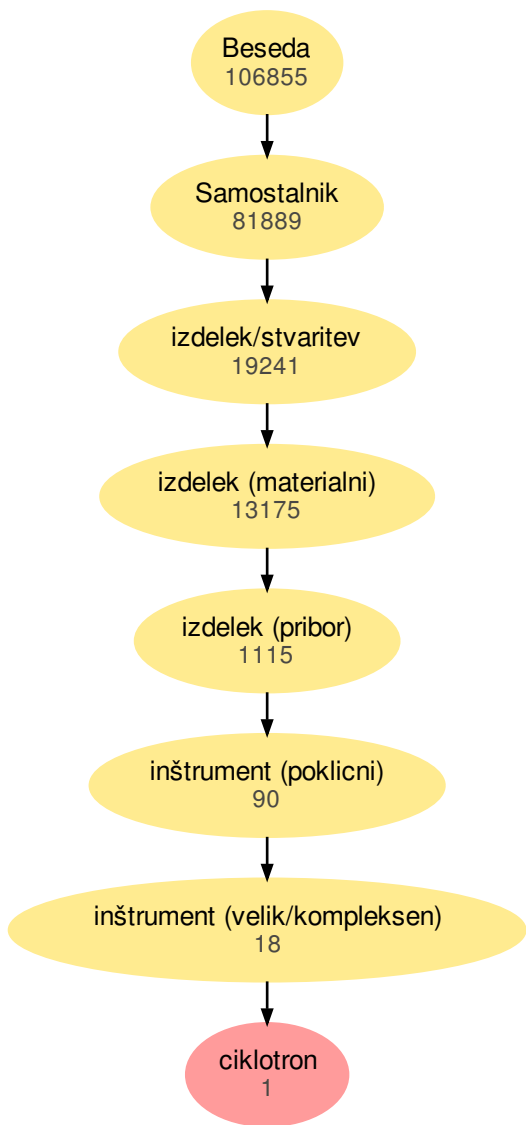 Beseda
106855
Samostalnik
81889
izdelek/stvaritev
19241
izdelek (materialni)
13175
izdelek (pribor)
1115
inštrument (poklicni)
90
inštrument (velik/kompleksen)
18
ciklotron
1